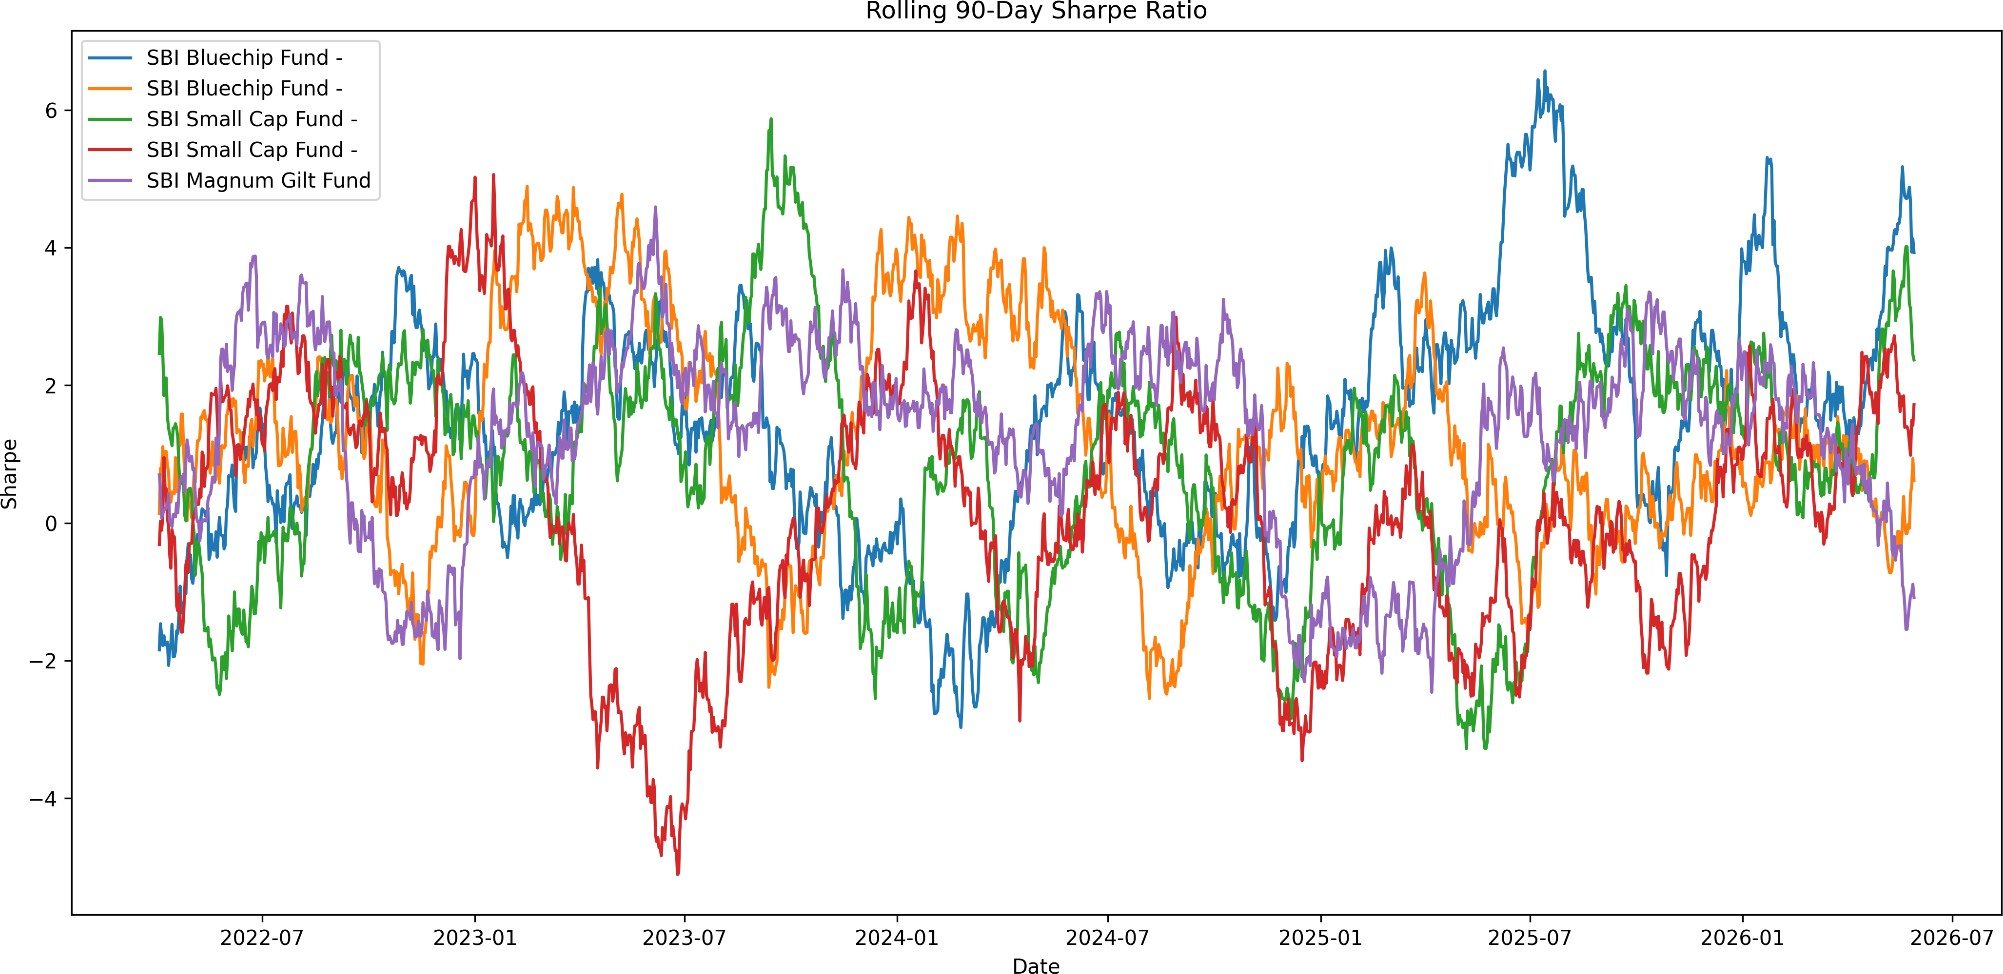 Rolling 90-Day Sharpe Ratio
SBI Bluechip Fund -
SBI Bluechip Fund -
SBI Small Cap Fund -
SBI Small Cap Fund -
SBI Magnum Gilt Fund
6
4
2
0
−2
−4
Sharpe
2022-07
2023-01
2023-07
2024-01
2024-07
2025-01
2025-07
2026-01
2026-07
Date